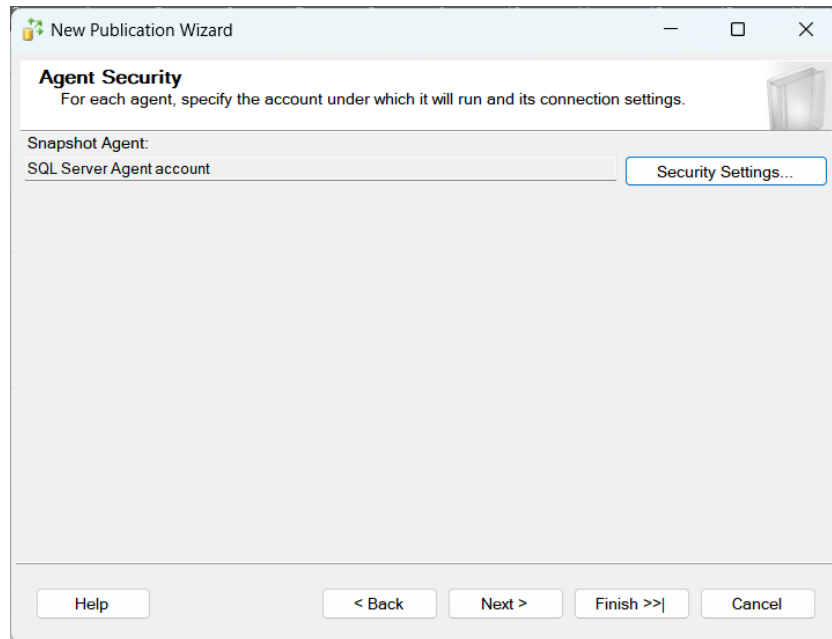 New Publication Wizard
Agent Security
For each agent, specify the account under which it will run and its connection settings.
Snapshot Agent:
SQL Server Agent account
Security Settings...
Help
< Back
Next >
Finish >>|
Cancel